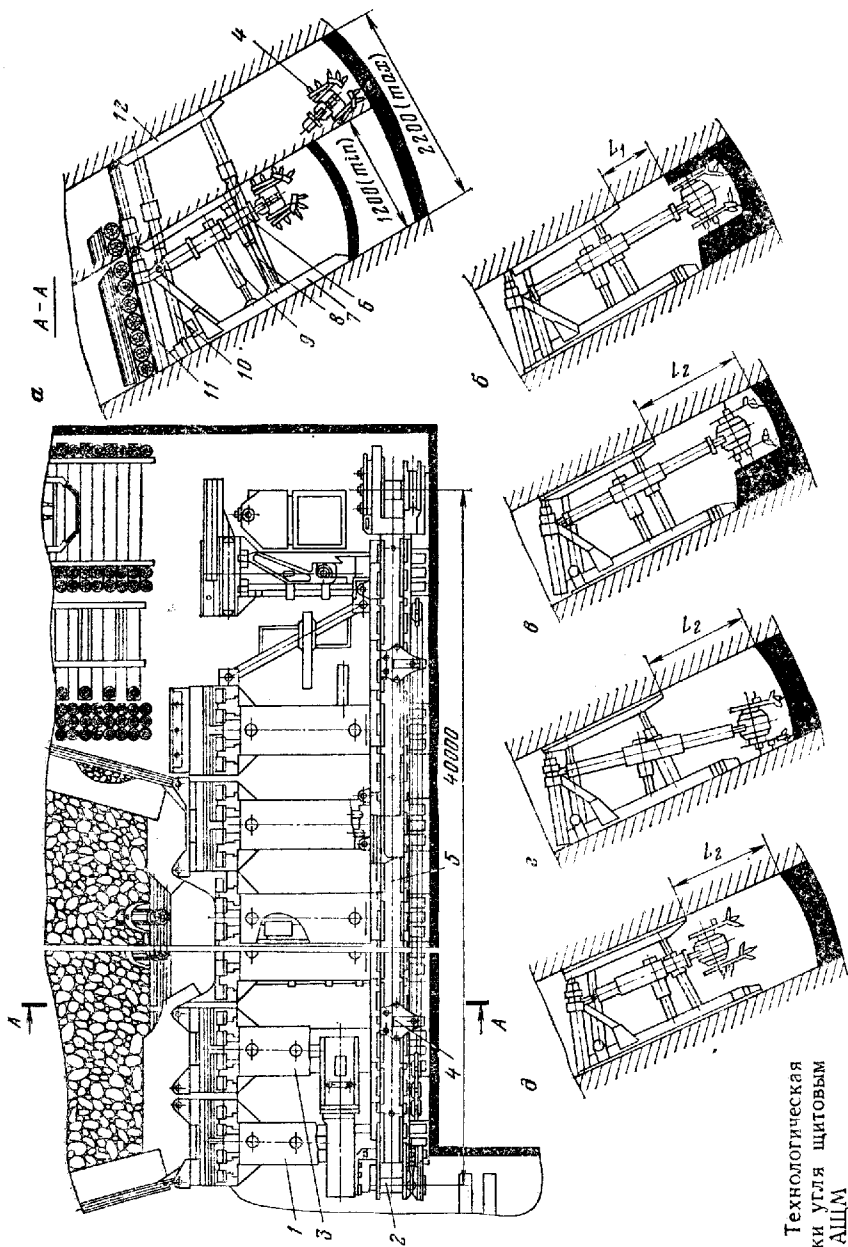 а
А - А
12
4
11
10
9
8
7
6
1200 (min)
2200 (max)
А
А
1
3
2
4
5
40000
б
l1
в
l2
г
l2
д
l2
Технологическая
ки угля щитовым
АЩМ